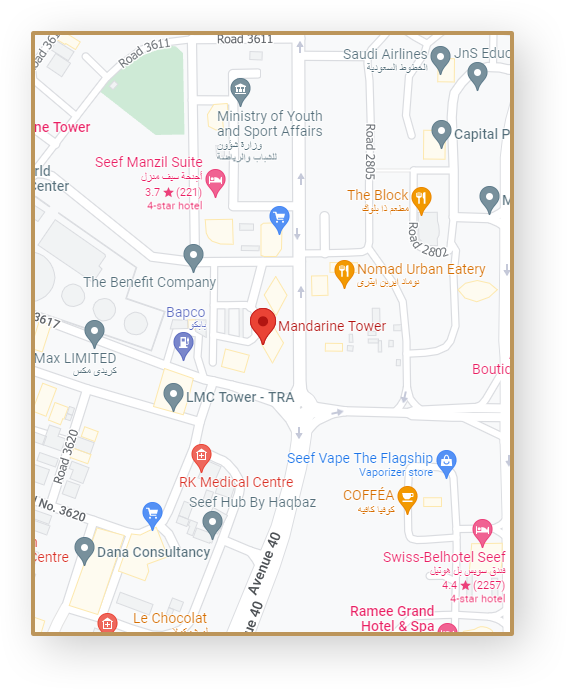 Road 3611
Road 3611
Saudi Airlines
الخطوط السعودية
JnS Educ
Ministry of Youth
and Sport Affairs
وزارة شؤون
للشباب والرياضة
ne Tower
Road 2805
Capital P
Seef Manzil Suite
أجنحة سيف منزل
3.7 ★ (221)
4-star hotel
rld
Center
The Block
مطعم ذا بلوك
M
Road 2802
The Benefit Company
Nomad Urban Eatery
نوماد ايربن ايتري
Bapco
بابكو
3617
Mandarine Tower
Max LIMITED
كريدي مكس
Boutic
LMC Tower - TRA
Road 3620
Seef Vape The Flagship
Vaporizer store
RK Medical Centre
COFFÉA
كوفيا كافيه
Seef Hub By Haqbaz
d No. 3620
Centre
Dana Consultancy
Avenue 40
Swiss-Belhotel Seef
فندق سويس بل هوتيل
4.4 ★ (2257)
4-star hotel
Le Chocolat
ue 40
Ramee Grand
Hotel & Spa